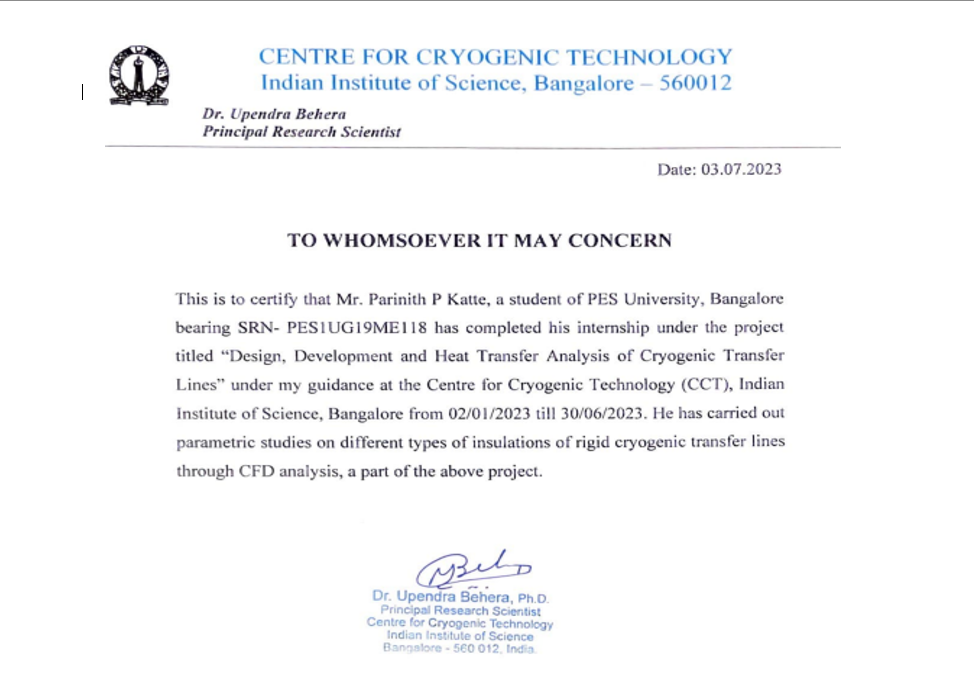 CENTRE FOR CRYOGENIC TECHNOLOGY
Indian Institute of Science, Bangalore – 560012
Dr. Upendra Behera
Principal Research Scientist
Date: 03.07.2023
TO WHOMSOEVER IT MAY CONCERN
This is to certify that Mr. Parinith P Katte, a student of PES University, Bangalore
bearing SRN- PES1UG19ME118 has completed his internship under the project
titled “Design, Development and Heat Transfer Analysis of Cryogenic Transfer
Lines” under my guidance at the Centre for Cryogenic Technology (CCT), Indian
Institute of Science, Bangalore from 02/01/2023 till 30/06/2023. He has carried out
parametric studies on different types of insulations of rigid cryogenic transfer lines
through CFD analysis, a part of the above project.
Dr. Upendra Behera, Ph.D.
Principal Research Scientist
Centre for Cryogenic Technology
Indian Institute of Science
Bangalore - 560 012, India.